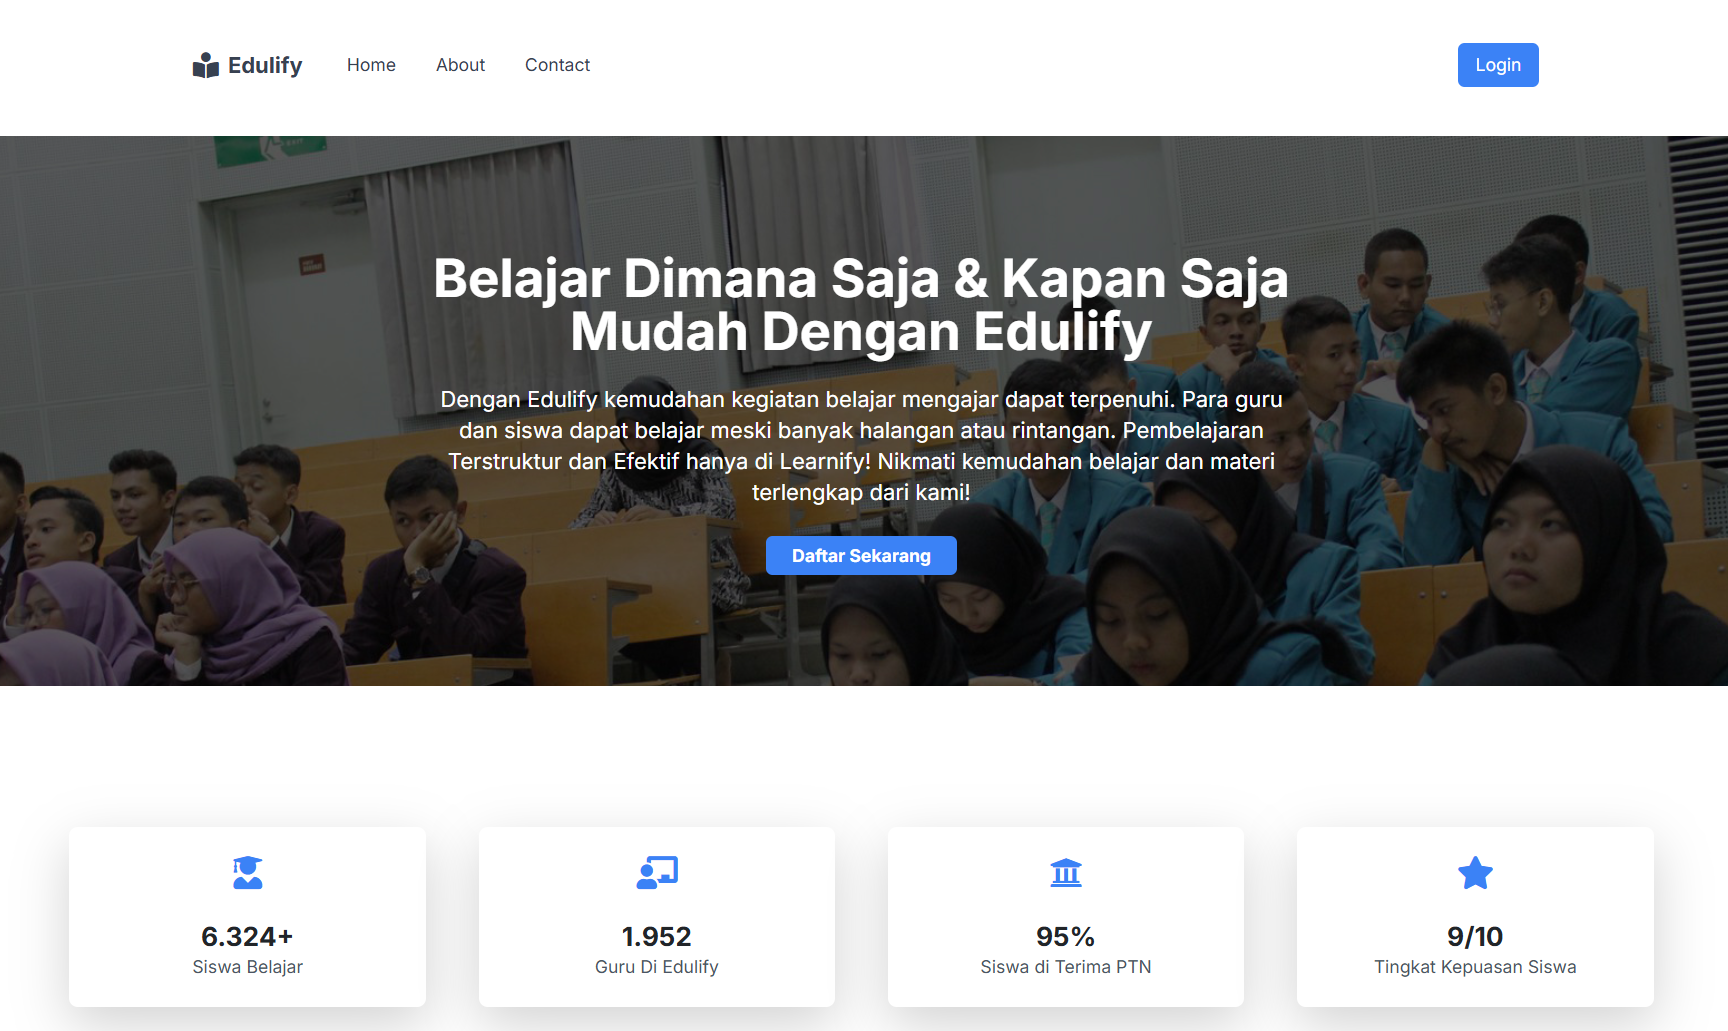 Edulify
Home
About
Contact
Login
EXIT
Belajar Dimana Saja & Kapan Saja
Mudah Dengan Edulify
Dengan Edulify kemudahan kegiatan belajar mengajar dapat terpenuhi. Para guru
dan siswa dapat belajar meski banyak halangan atau rintangan. Pembelajaran
Terstruktur dan Efektif hanya di Learnify! Nikmati kemudahan belajar dan materi
terlengkap dari kami!
Daftar Sekarang
6.324+
Siswa Belajar
1.952
Guru Di Edulify
95%
Siswa di Terima PTN
9/10
Tingkat Kepuasan Siswa